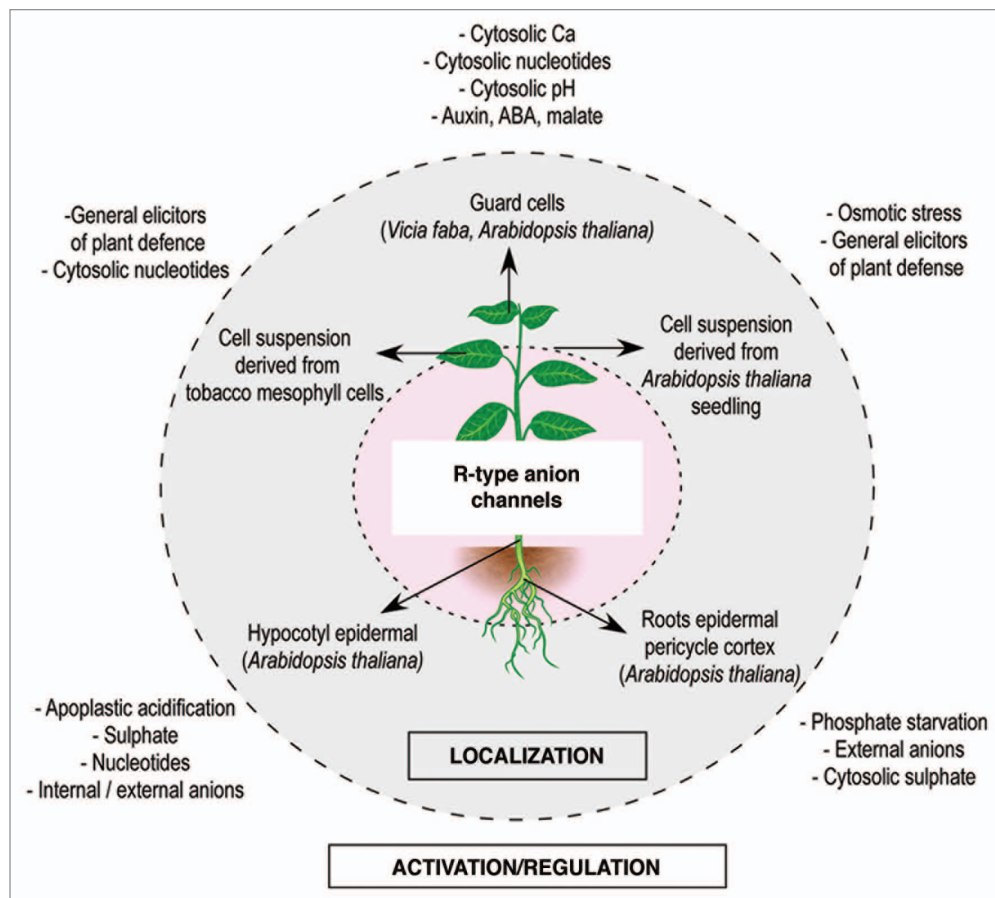 - Cytosolic Ca
- Cytosolic nucleotides
- Cytosolic pH
- Auxin, ABA, malate
-General elicitors
of plant defence
- Cytosolic nucleotides
- Osmotic stress
- General elicitors
of plant defense
Guard cells
(Vicia faba, Arabidopsis thaliana)
Cell suspension
derived from
tobacco mesophyll cells
Cell suspension
derived from
Arabidopsis thaliana
seedling
R-type anion
channels
Hypocotyl epidermal
(Arabidopsis thaliana)
Roots epidermal
pericycle cortex
(Arabidopsis thaliana)
- Apoplastic acidification
- Sulphate
- Nucleotides
- Internal / external anions
- Phosphate starvation
- External anions
- Cytosolic sulphate
LOCALIZATION
ACTIVATION/REGULATION